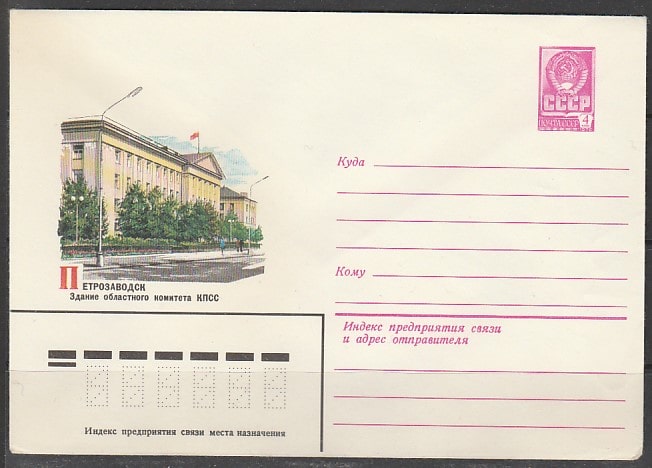 СССР
ПОЧТА СССР
4
Куда
Кому
ПЕТРОЗАВОДСК
Здание областного комитета КПСС
Индекс предприятия связи
и адрес отправителя
Индекс предприятия связи места назначения